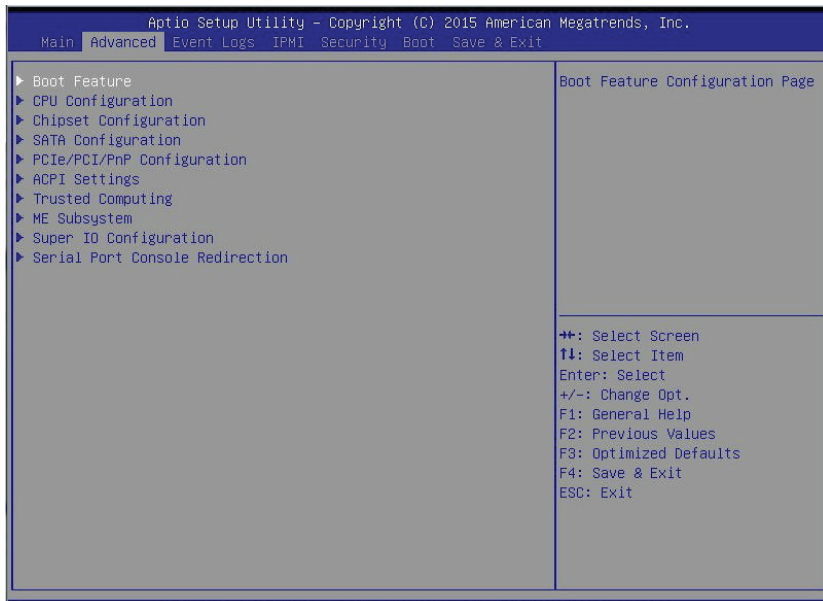 Aptio Setup Utility – Copyright (C) 2015 American Megatrends, Inc.
Main Advanced Event Logs IPMI Security Boot Save & Exit
Boot Feature
CPU Configuration
Chipset Configuration
SATA Configuration
PCIe/PCI/PnP Configuration
ACPI Settings
Trusted Computing
ME Subsystem
Super IO Configuration
Serial Port Console Redirection
Boot Feature Configuration Page
→←: Select Screen
↑↓: Select Item
Enter: Select
+/-: Change Opt.
F1: General Help
F2: Previous Values
F3: Optimized Defaults
F4: Save & Exit
ESC: Exit